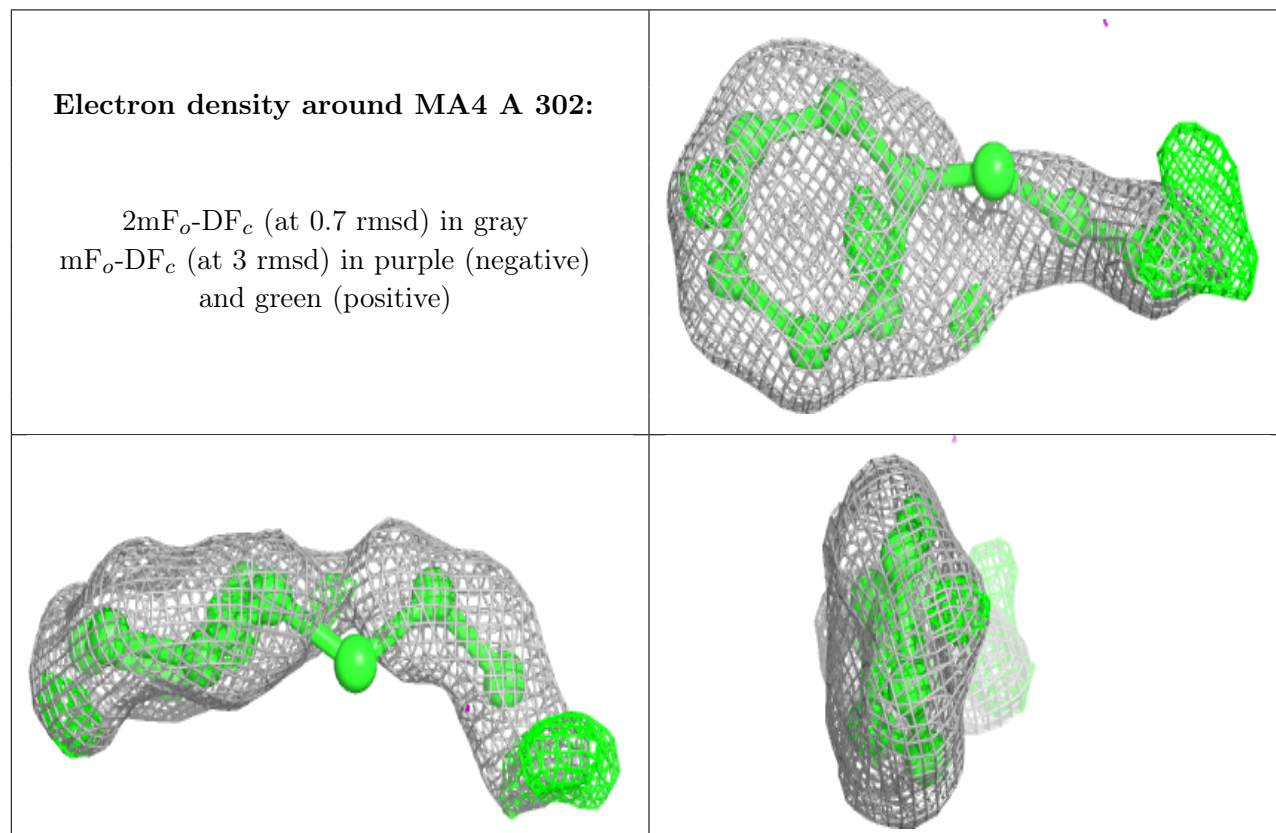 Electron density around MA4 A 302:
2mFo-DFc (at 0.7 rmsd) in gray
mFo-DFc (at 3 rmsd) in purple (negative)
and green (positive)